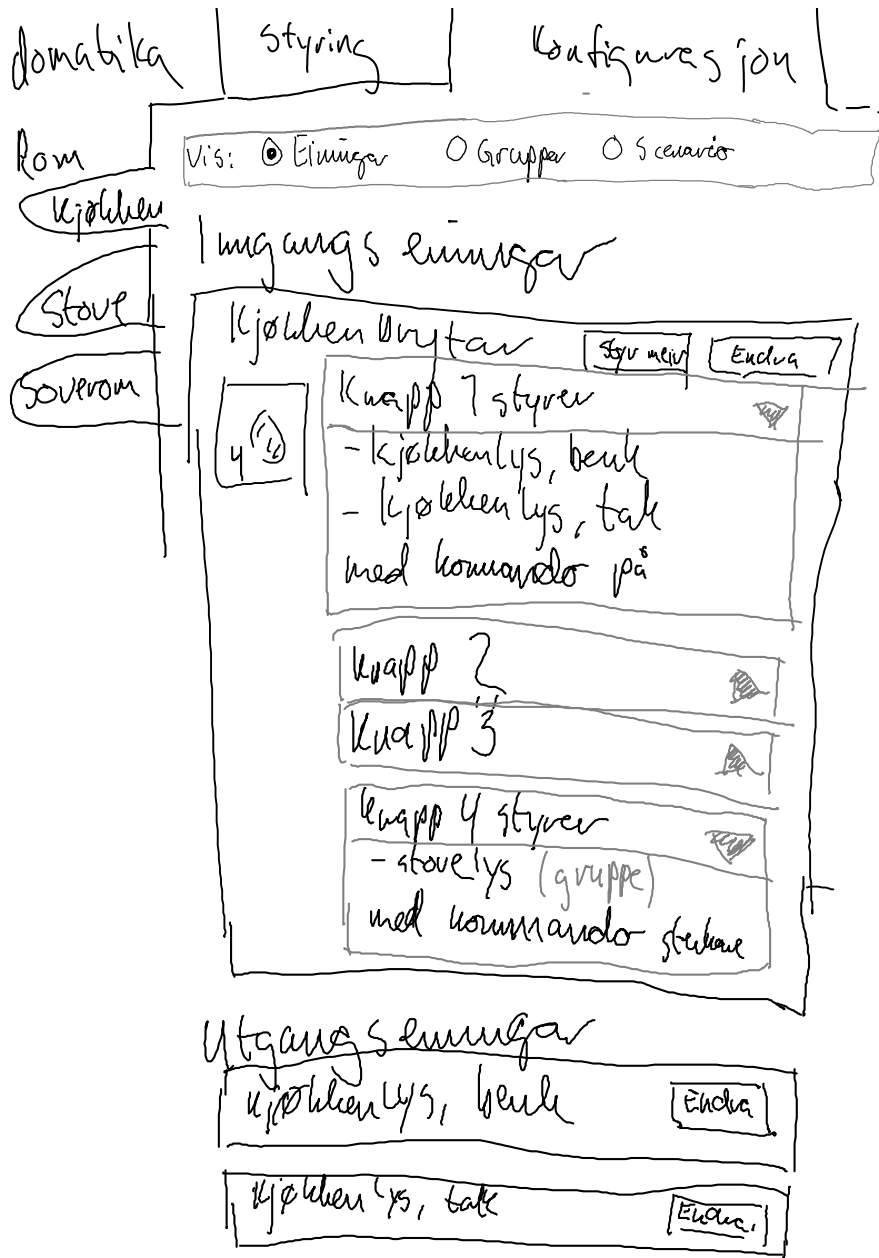 domatika
Styring
Konfigurasjon
Rom
Vis: Einingar Grupper Scenario
Kjøkken
Stove
Soverom
Inngangseiningar
Kjøkkenbrytar
Styr meir
Endra
4
Knapp 1 styrer
- kjøkkenlys, benk
- kjøkkenlys, tak
med kommando på
Knapp 2
Knapp 3
Knapp 4 styrer
- stovelys (gruppe)
med kommando sterkare
Utgangseiningar
Kjøkkenlys, benk
Endra
Kjøkkenlys, tak
Endra